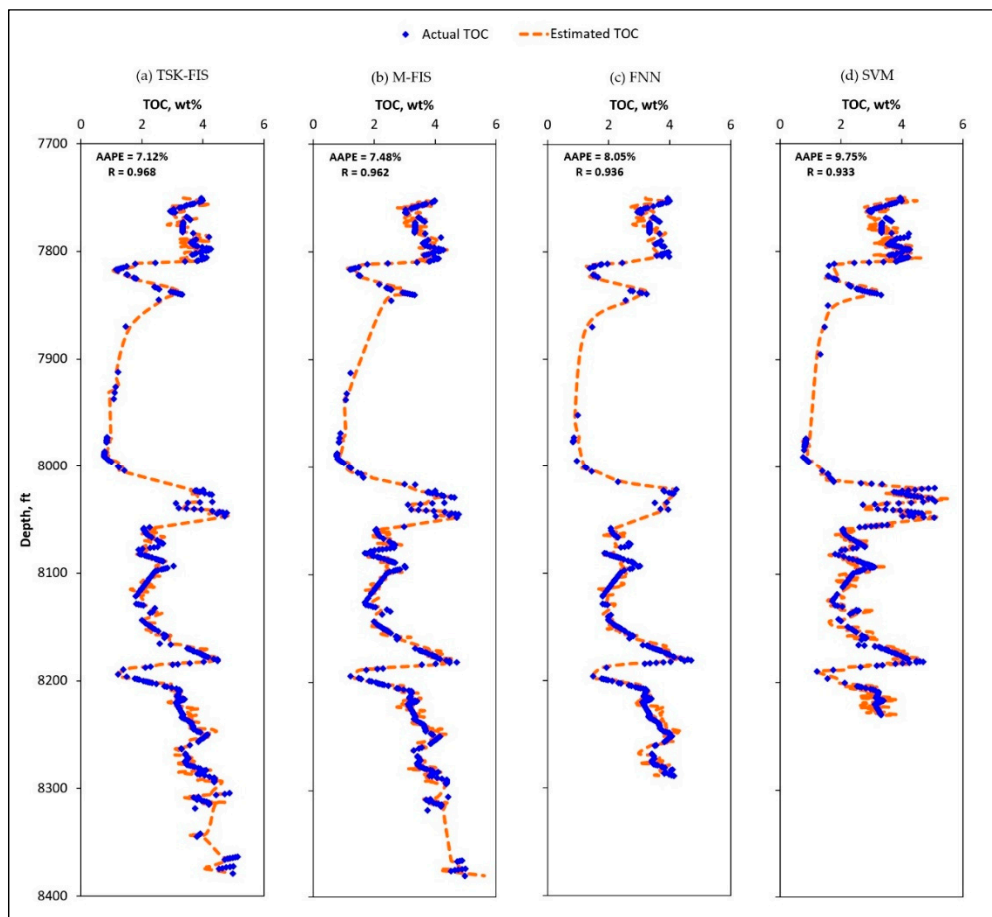 Actual TOC Estimated TOC
(a) TSK-FIS (b) M-FIS (c) FNN (d) SVM
TOC, wt% TOC, wt% TOC, wt% TOC, wt%
0 2 4 6 0 2 4 6 0 2 4 6 0 2 4 6
7700
AAPE = 7.12% AAPE = 7.48% AAPE = 8.05% AAPE = 9.75%
R = 0.968 R = 0.962 R = 0.936 R = 0.933
7800
7900
8000
Depth, ft
8100
8200
8300
8400